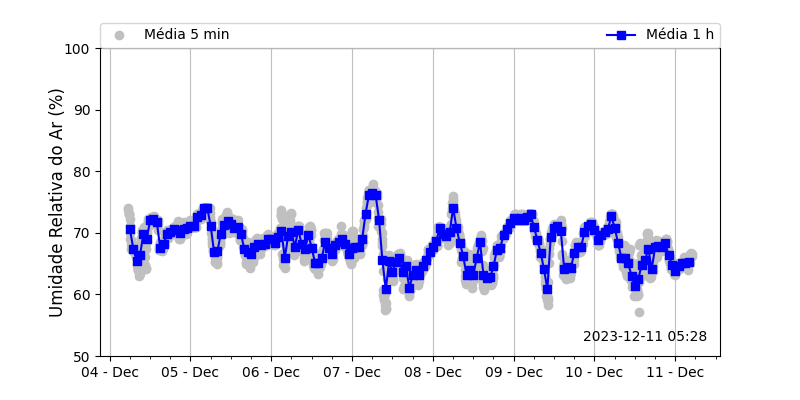 Média 5 min
Média 1 h
Umidade Relativa do Ar (%)
100
90
80
70
60
50
2023-12-11 05:28
04 - Dec
05 - Dec
06 - Dec
07 - Dec
08 - Dec
09 - Dec
10 - Dec
11 - Dec